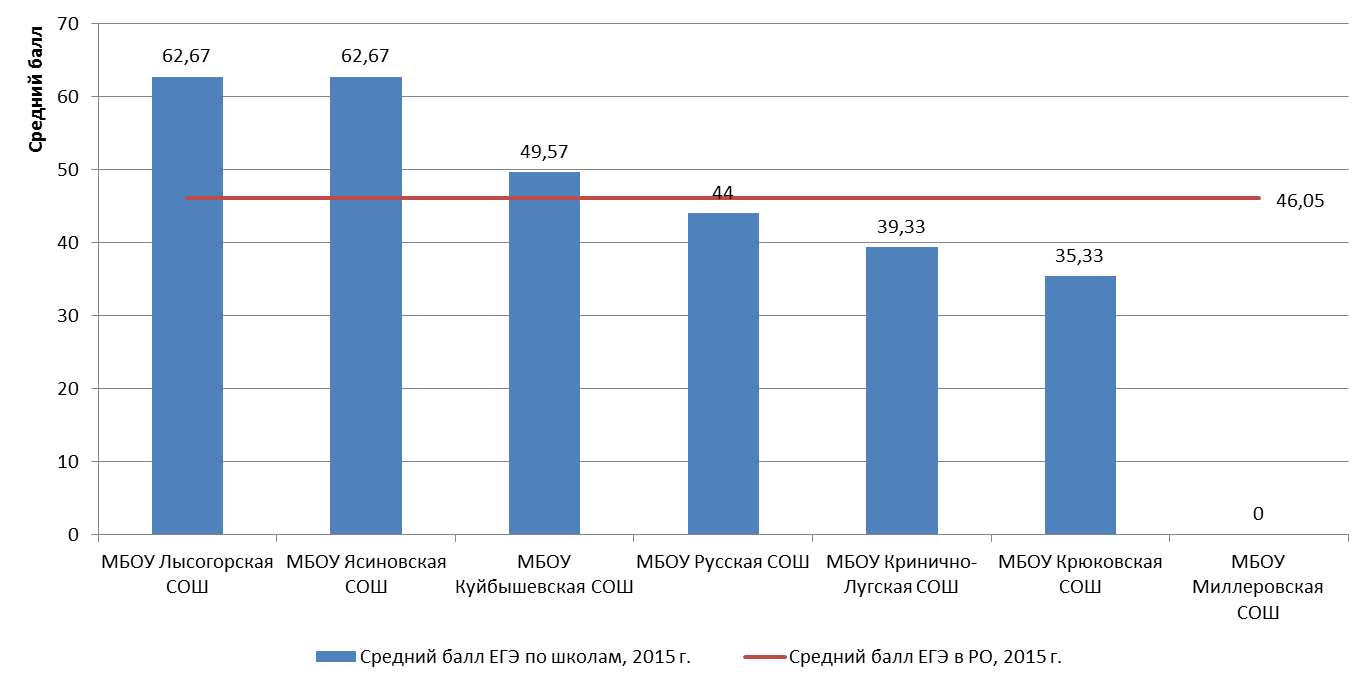 Средний балл
70
60
50
40
30
20
10
0
62,67
62,67
49,57
44
39,33
35,33
0
46,05
МБОУ Лысогорская
СОШ
МБОУ Ясиновская
СОШ
МБОУ
Куйбышевская СОШ
МБОУ Русская СОШ
МБОУ Кринично-
Лугская СОШ
МБОУ Крюковская
СОШ
МБОУ
Миллеровская
СОШ
Средний балл ЕГЭ по школам, 2015 г.
Средний балл ЕГЭ в РО, 2015 г.